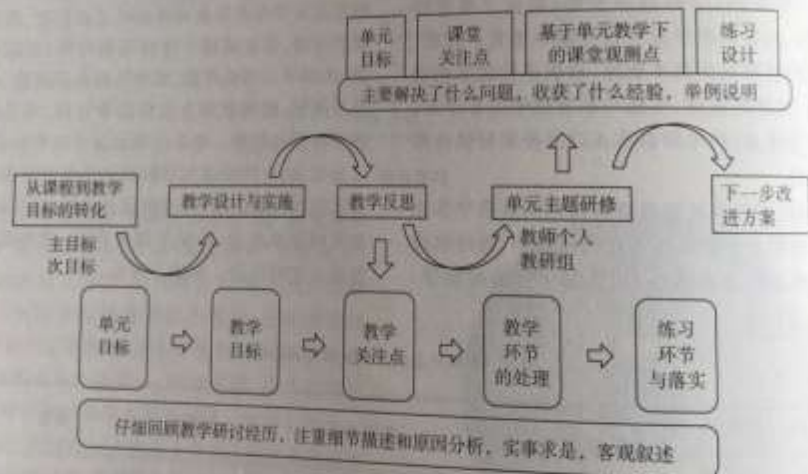 单元
目标
课堂
关注点
基于单元教学下
的课堂观测点
练习
设计
主要解决了什么问题，收获了什么经验，举例说明
从课程到教学
目标的转化
教学设计与实施
教学反思
单元主题研修
下一步改
进方案
主目标
次目标
教师个人
教研组
单元
目标
教学
目标
教学
关注点
教学
环节
的处理
练习
环节
与落实
仔细回顾教学研讨经历，注重细节描述和原因分析，实事求是，客观叙述